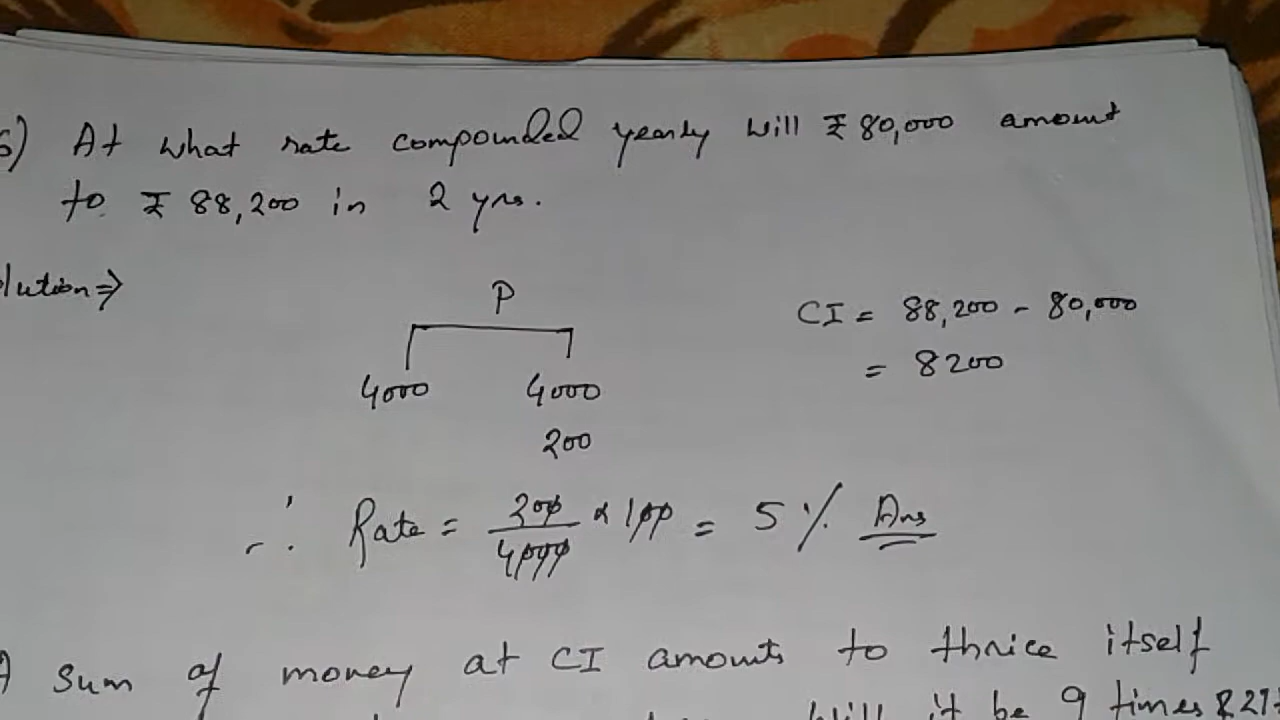 6) At what rate compounded yearly will ₹ 80,000 amount
to ₹ 88,200 in 2 yrs.
lution ⇒
P
4000 4000
200
CI = 88,200 - 80,000
= 8200
∴ Rate = 200/4000 × 100 = 5 % Ans
A sum of money at CI amounts to thrice itself
will it be 9 times & 27